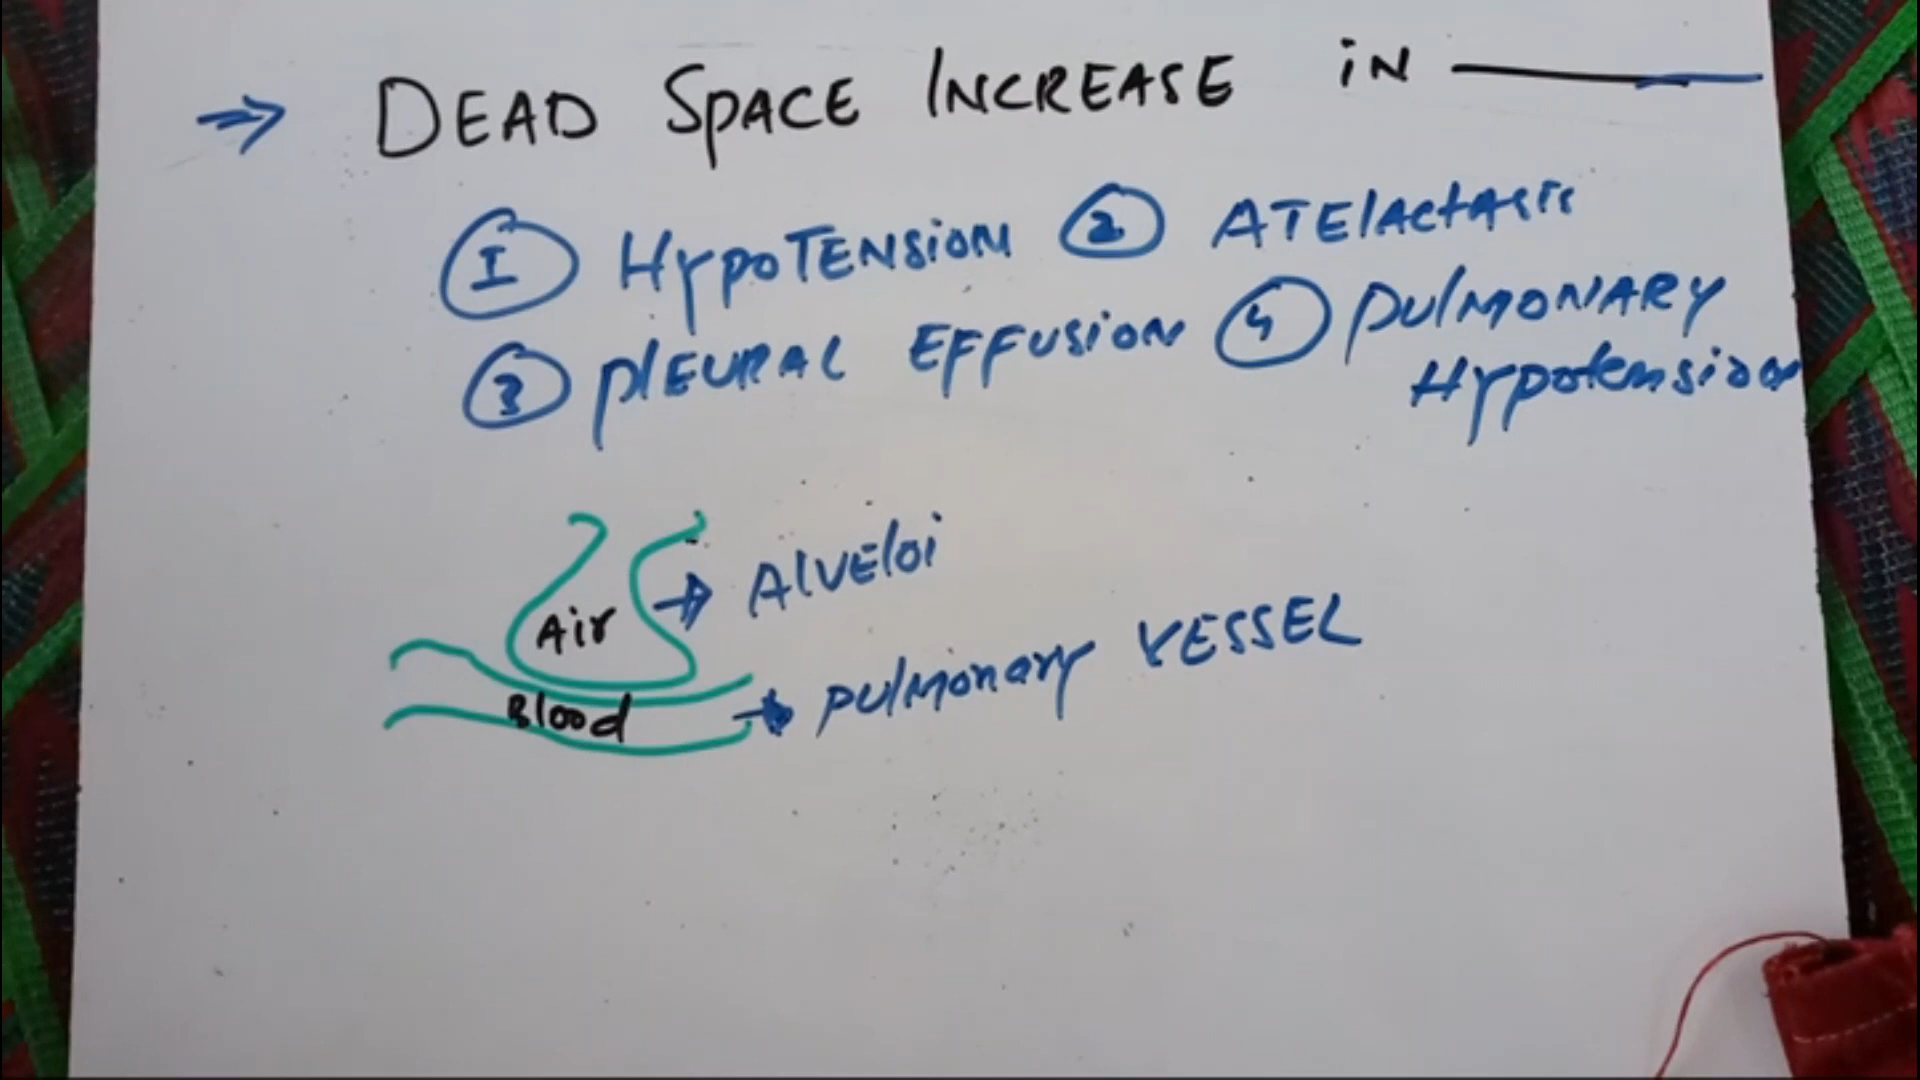 DEAD SPACE INCREASE iN
1 HypoTENSiON 2 ATElActAsis
3 plEURAL EFFUSiON 4 pUlMONARY
Hypotension
Air
Alveloi
Blood
pulmonary VESSEL